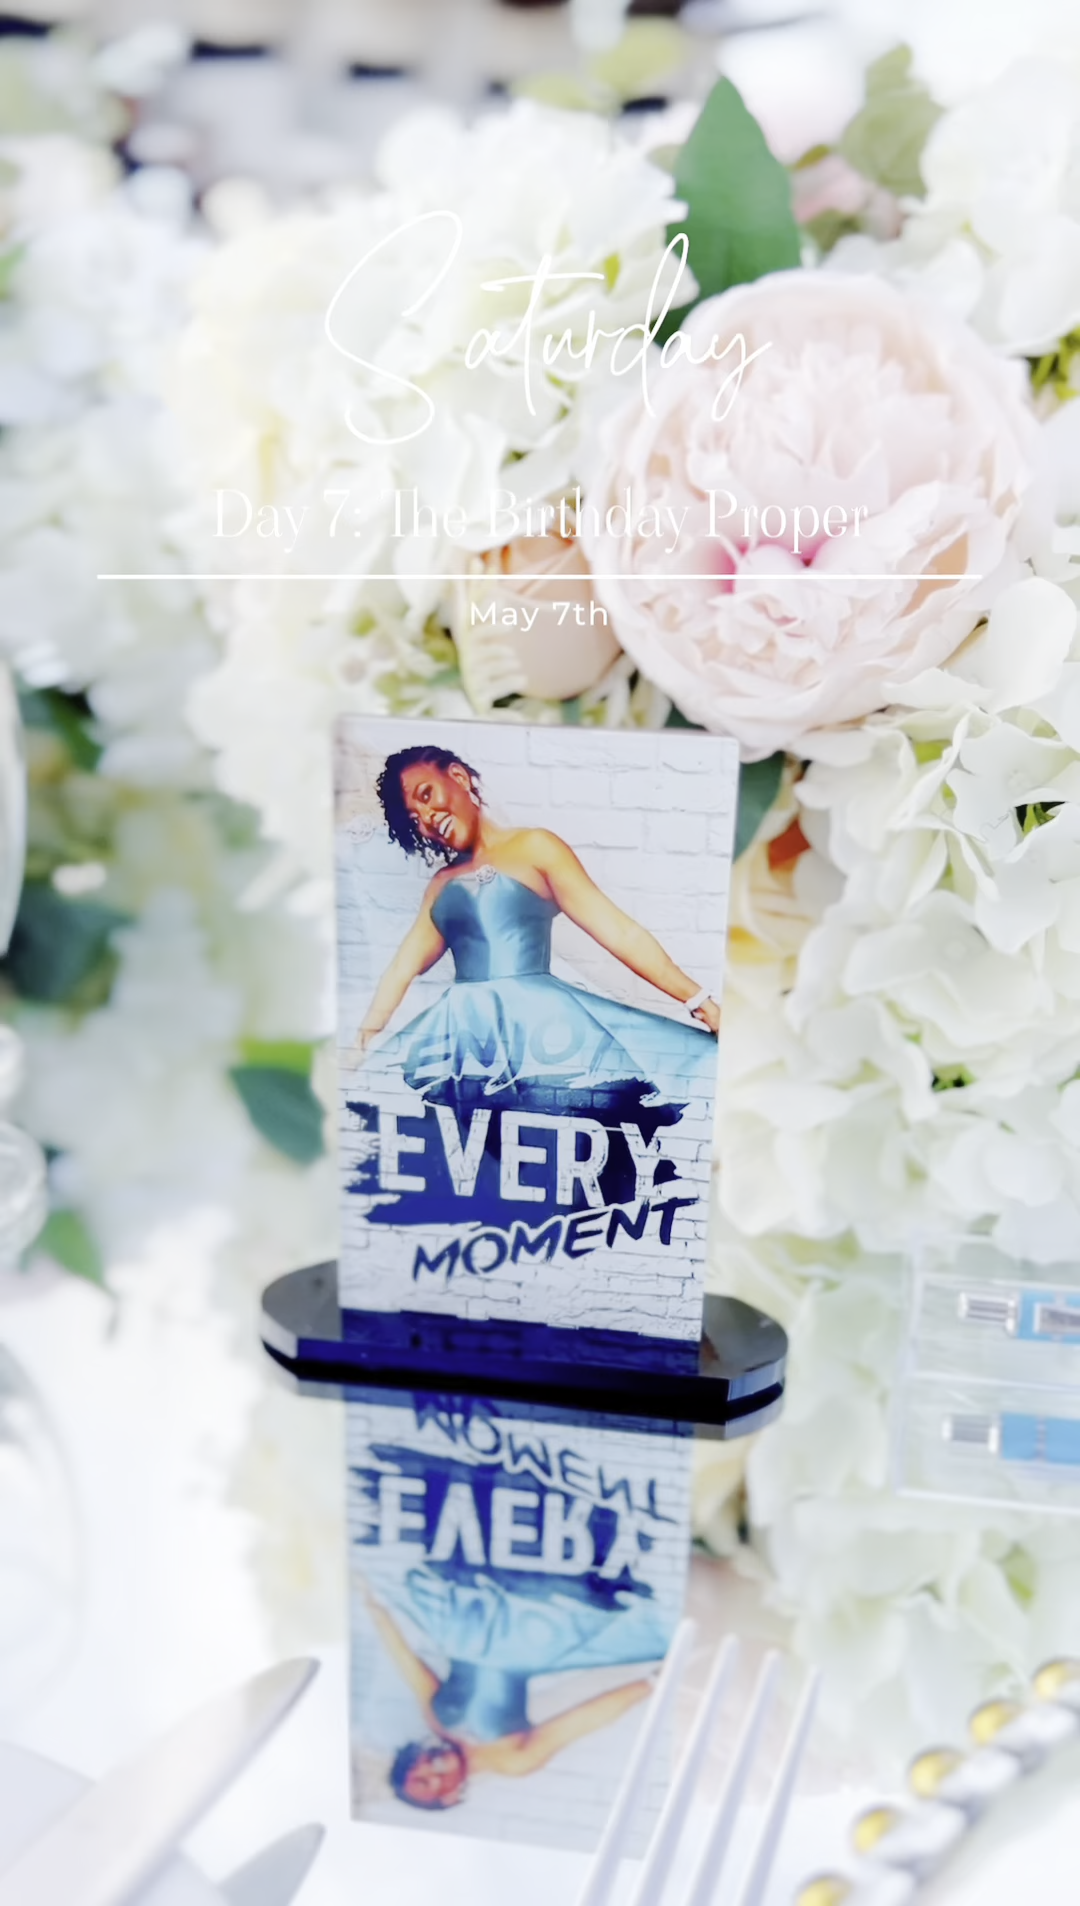 Saturday
Day 7: The Birthday Proper
May 7th
ENJOY
EVERY
MOMENT